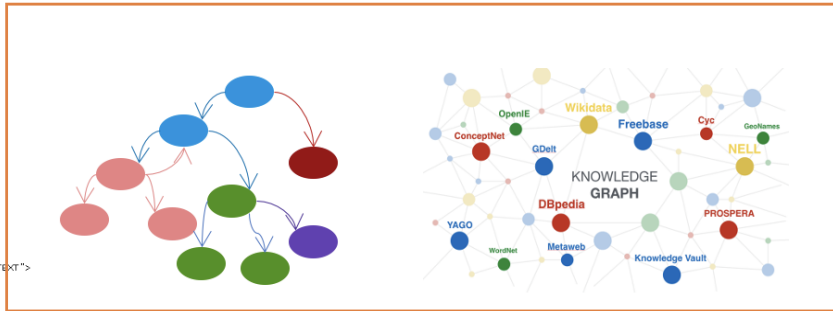 OpenIE
Wikidata
Cyc
GeoNames
ConceptNet
Freebase
GDelt
NELL
KNOWLEDGE
GRAPH
DBpedia
PROSPERA
YAGO
WordNet
Metaweb
Knowledge Vault
EXT">